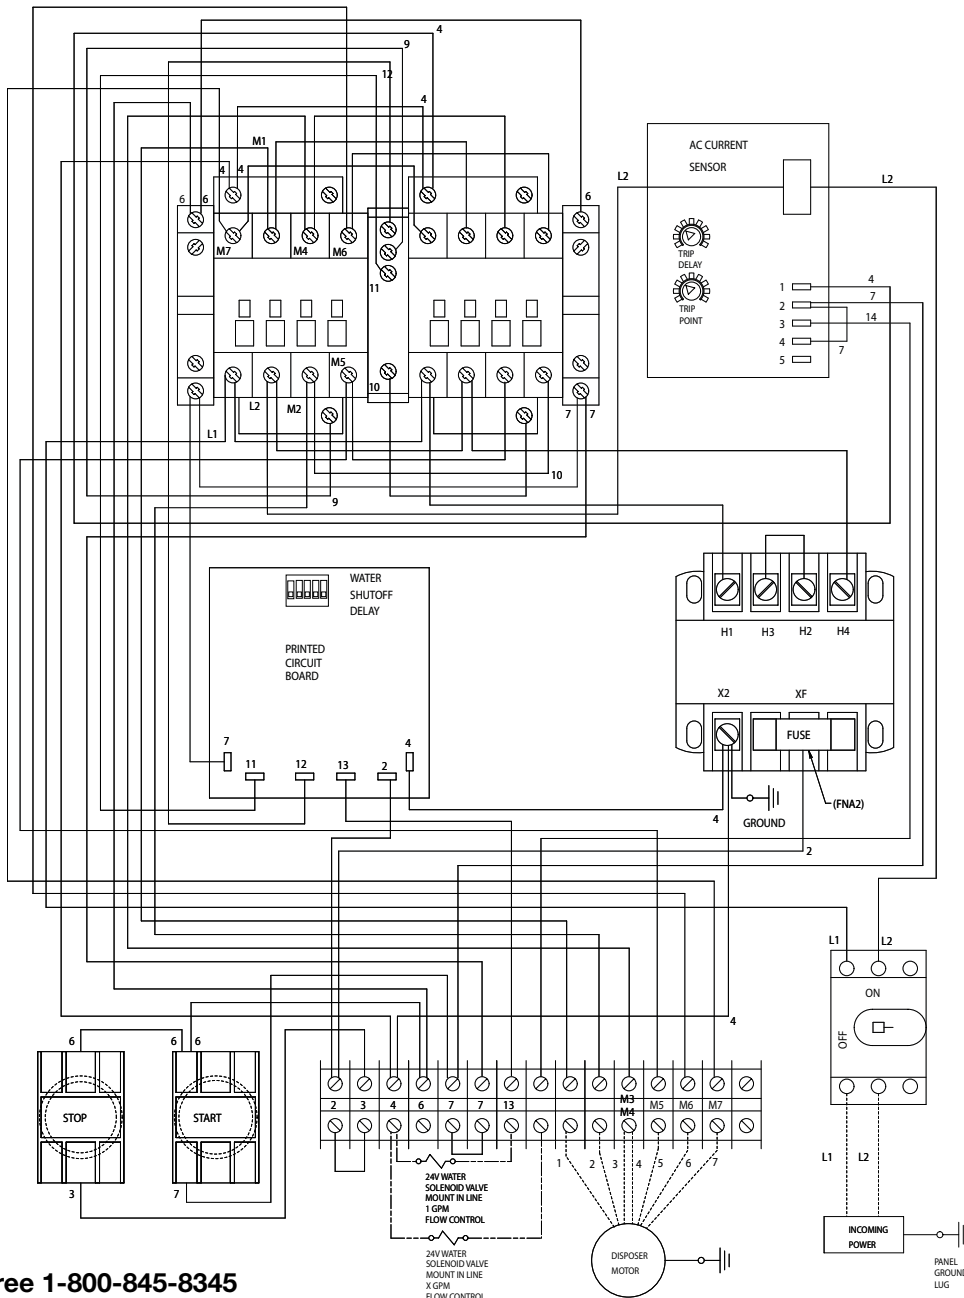 4
9
12
4
M1
4
4
6
6
6
M7
M4
M6
11
M5
10
L2
M2
7
7
L1
10
9
AC CURRENT
SENSOR
L2
L2
TRIP
DELAY
TRIP
POINT
1
2
3
4
5
4
7
14
7
WATER
SHUTOFF
DELAY
PRINTED
CIRCUIT
BOARD
7
11
12
13
2
4
H1
H3
H2
H4
X2
XF
FUSE
(FNA2)
GROUND
4
2
L1
L2
ON
OFF
4
6
6
6
STOP
START
3
7
2
3
4
6
7
7
13
M3
M4
M5
M6
M7
1
2
3
4
5
6
7
24V WATER
SOLENOID VALVE
MOUNT IN LINE
1 GPM
FLOW CONTROL
24V WATER
SOLENOID VALVE
MOUNT IN LINE
X GPM
FLOW CONTROL
DISPOSER
MOTOR
L1
L2
INCOMING
POWER
PANEL
GROUND
LUG
ree 1-800-845-8345